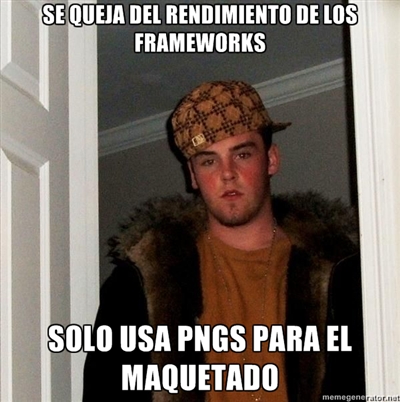 SE QUEJA DEL RENDIMIENTO DE LOS
FRAMEWORKS
SOLO USA PNGS PARA EL
MAQUETADO
memegenerator.net